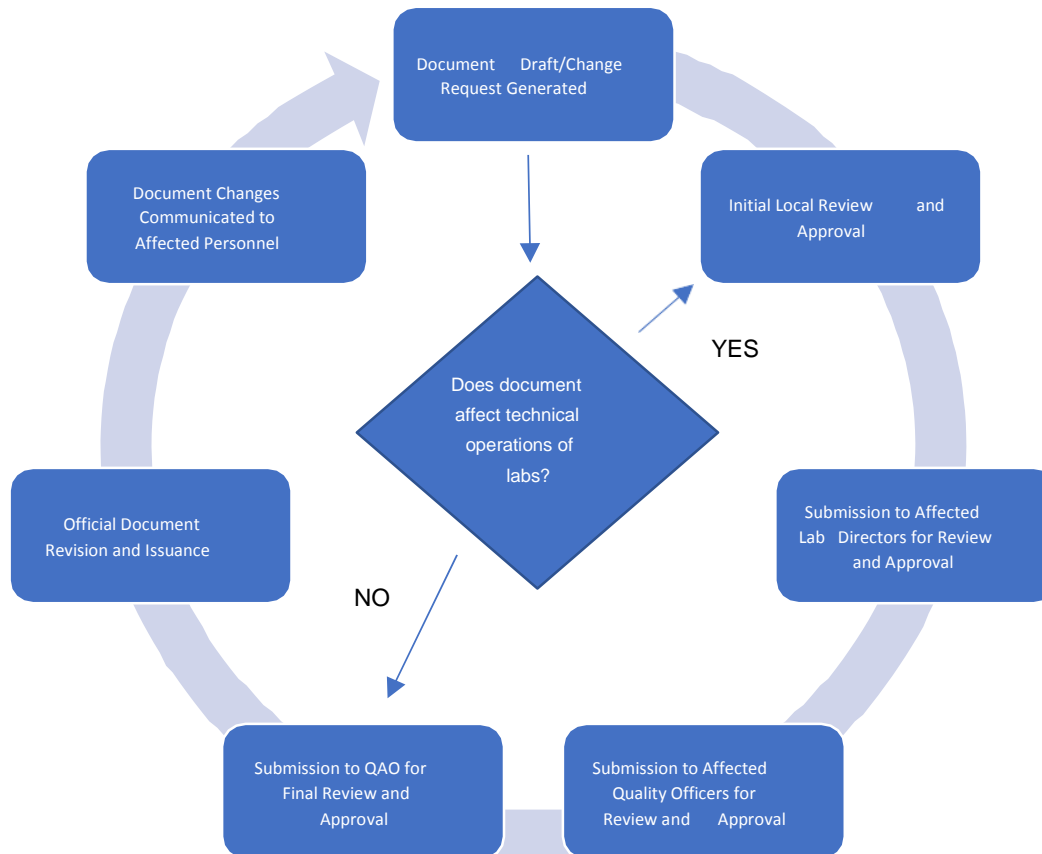 Document Draft/Change
Request Generated
Initial Local Review and
Approval
Submission to Affected
Lab Directors for Review
and Approval
Submission to Affected
Quality Officers for
Review and Approval
Submission to QAO for
Final Review and
Approval
Official Document
Revision and Issuance
Document Changes
Communicated to
Affected Personnel
Does document
affect technical
operations of
labs?
YES
NO